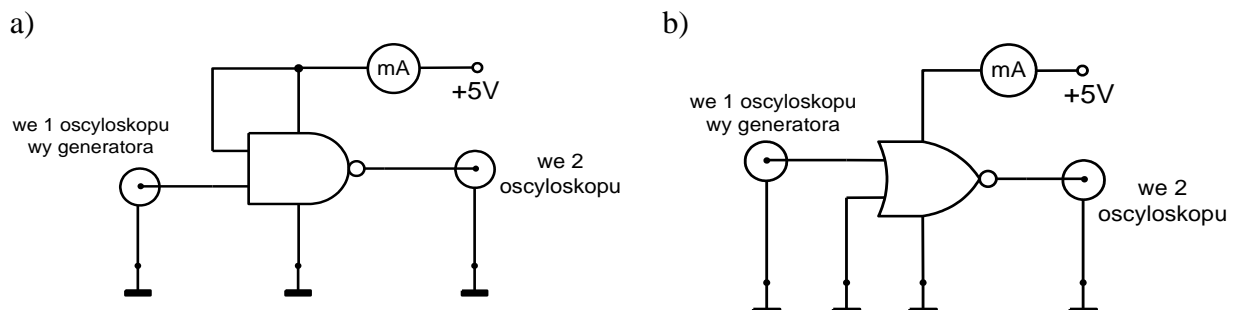 a)
mA
+5V
we 1 oscyloskopu
wy generatora
we 2
oscyloskopu
b)
mA
+5V
we 1 oscyloskopu
wy generatora
we 2
oscyloskopu